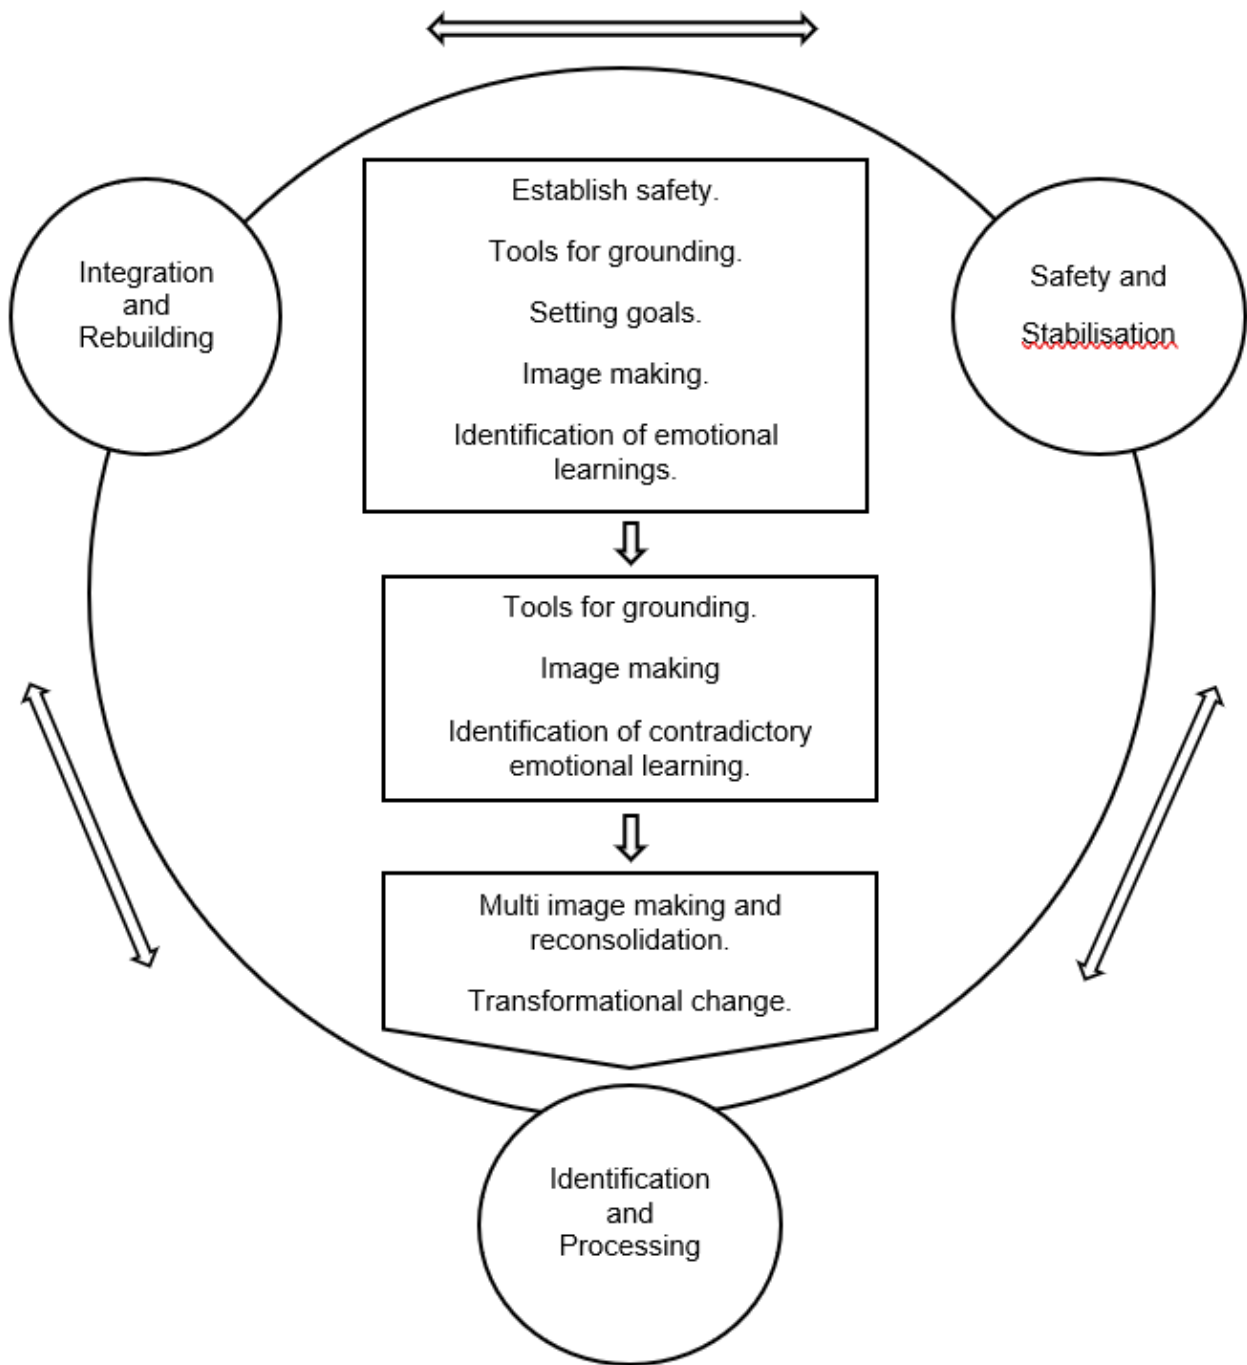 Establish safety.
Tools for grounding.
Setting goals.
Image making.
Identification of emotional
learnings.
Integration
and
Rebuilding
Safety and
Stabilisation
Tools for grounding.
Image making
Identification of contradictory
emotional learning.
Multi image making and
reconsolidation.
Transformational change.
Identification
and
Processing